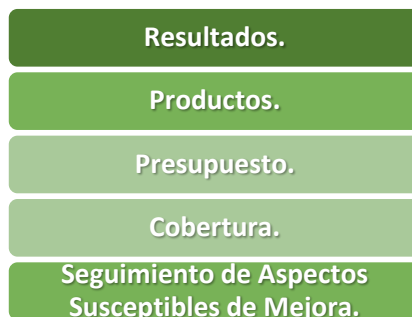 Resultados.
Productos.
Presupuesto.
Cobertura.
Seguimiento de Aspectos
Susceptibles de Mejora.